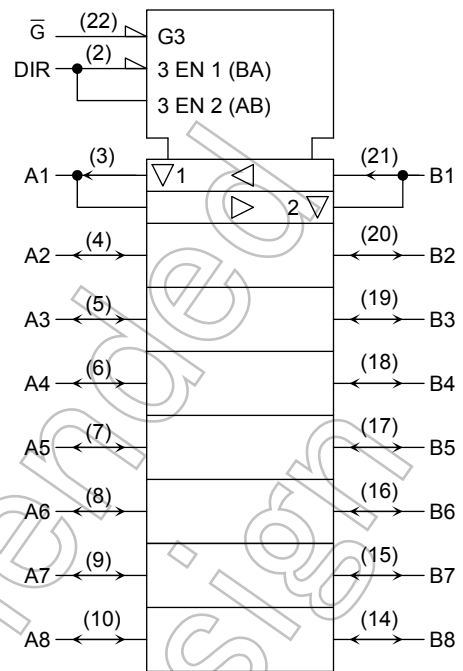 G̅ (22) G3
DIR (2) 3 EN 1 (BA)
3 EN 2 (AB)
A1 (3) 1 (21) B1
2
A2 (4) (20) B2
A3 (5) (19) B3
A4 (6) (18) B4
A5 (7) (17) B5
A6 (8) (16) B6
A7 (9) (15) B7
A8 (10) (14) B8
ended
sign